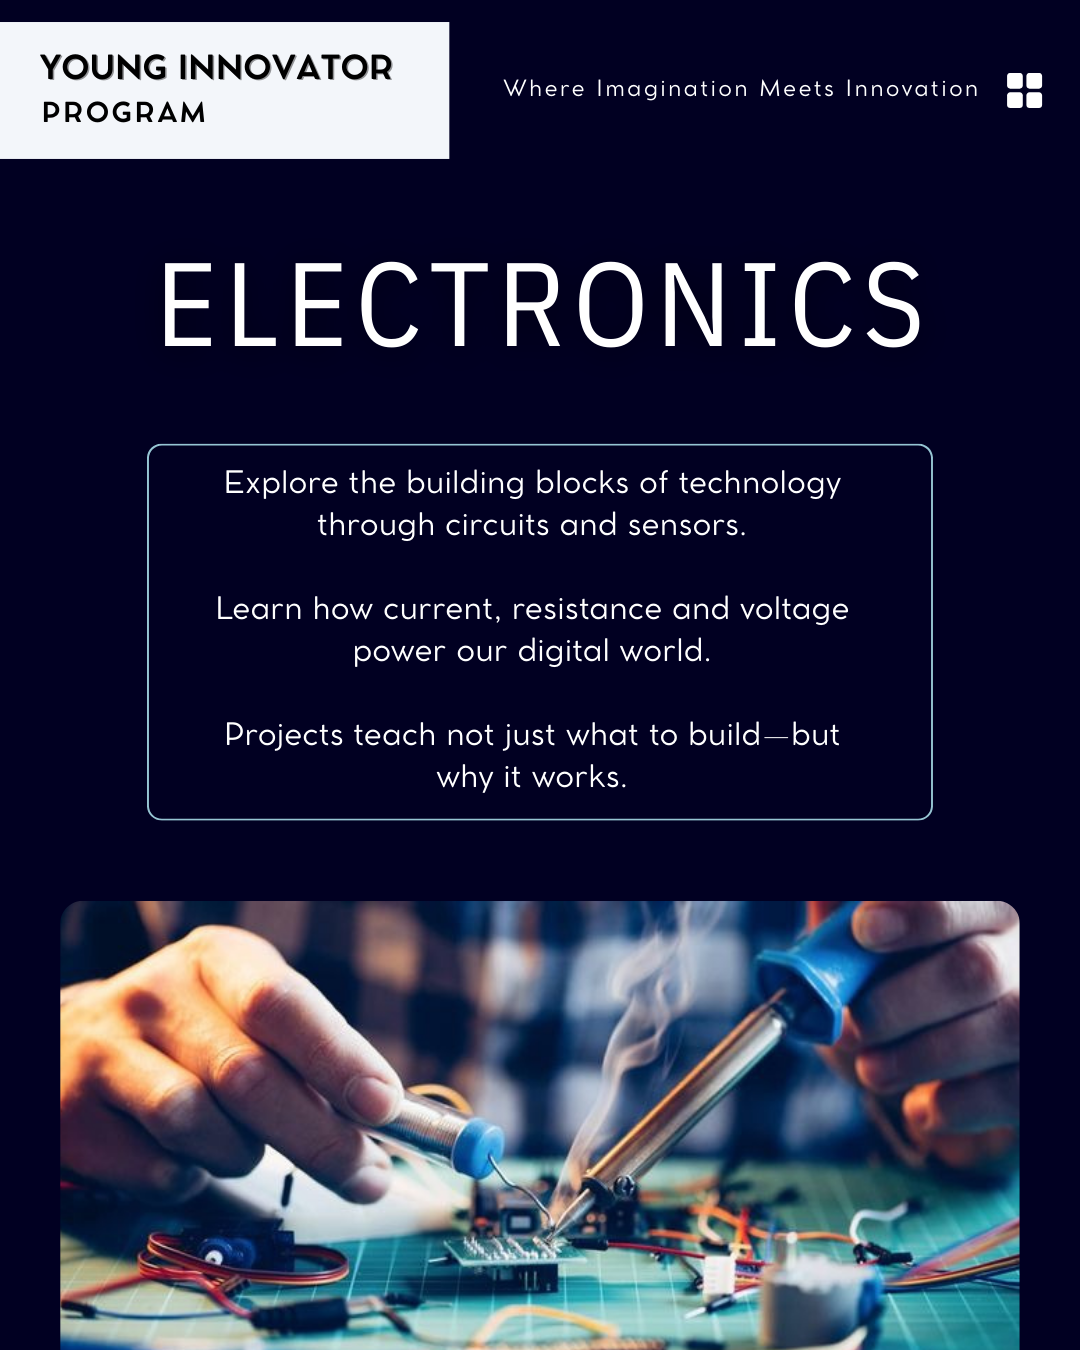 YOUNG INNOVATOR
PROGRAM
Where Imagination Meets Innovation
ELECTRONICS
Explore the building blocks of technology
through circuits and sensors.
Learn how current, resistance and voltage
power our digital world.
Projects teach not just what to build—but
why it works.